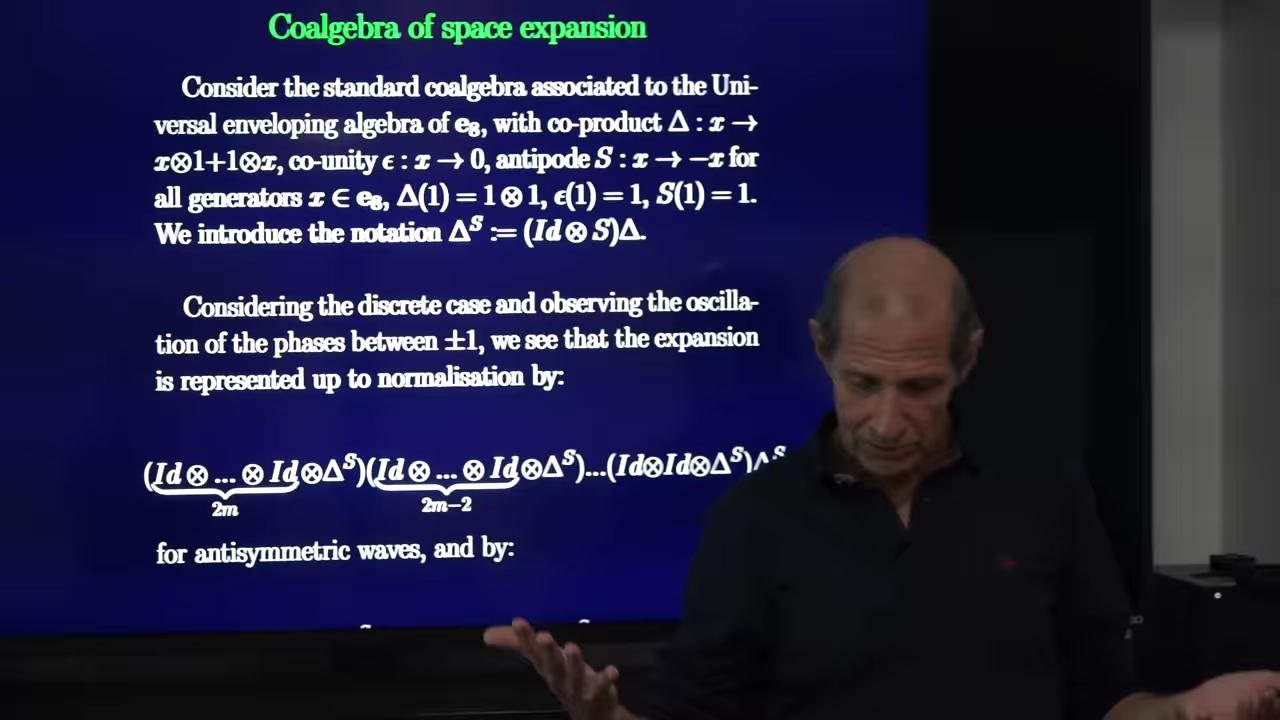 Coalgebra of space expansion
Consider the standard coalgebra associated to the Uni-
versal enveloping algebra of e₈, with co-product Δ : x →
x⊗1+1⊗x, co-unity ϵ : x → 0, antipode S : x → −x for
all generators x ∈ e₈, Δ(1) = 1 ⊗ 1, ϵ(1) = 1, S(1) = 1.
We introduce the notation Δ^S := (Id ⊗ S)Δ.
Considering the discrete case and observing the oscilla-
tion of the phases between ±1, we see that the expansion
is represented up to normalisation by:
(Id ⊗ ... ⊗ Id⊗Δ^S)(Id ⊗ ... ⊗ Id⊗Δ^S)...(Id⊗Id⊗Δ^S)Δ^S
2m 2m−2
for antisymmetric waves, and by: